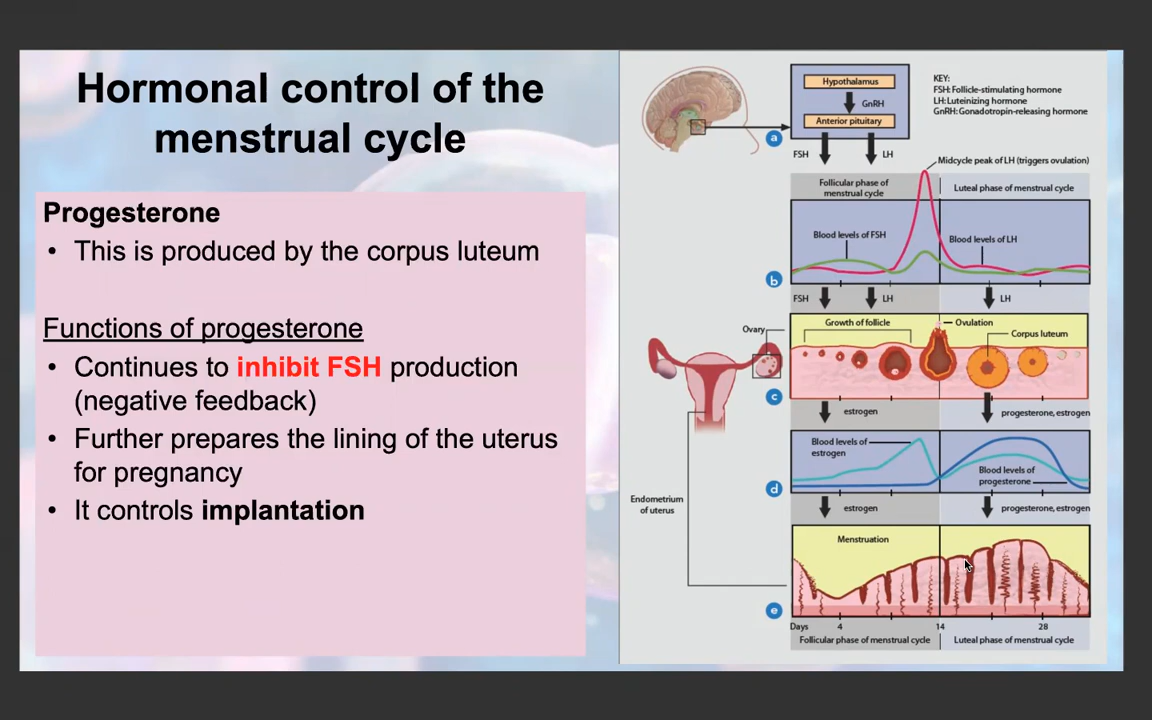 Hormonal control of the
menstrual cycle
Progesterone
• This is produced by the corpus luteum
Functions of progesterone
• Continues to inhibit FSH production
(negative feedback)
• Further prepares the lining of the uterus
for pregnancy
• It controls implantation
Hypothalamus
GnRH
Anterior pituitary
KEY:
FSH: Follicle-stimulating hormone
LH: Luteinizing hormone
GnRH: Gonadotropin-releasing hormone
a
FSH
LH
Midcycle peak of LH (triggers ovulation)
Follicular phase of
menstrual cycle
Luteal phase of menstrual cycle
Blood levels of FSH
Blood levels of LH
b
FSH
LH
LH
Ovary
Growth of follicle
Ovulation
Corpus luteum
c
estrogen
progesterone, estrogen
Blood levels of
estrogen
Blood levels of
progesterone
d
Endometrium
of uterus
estrogen
progesterone, estrogen
Menstruation
e
Days
4
14
28
Follicular phase of menstrual cycle
Luteal phase of menstrual cycle